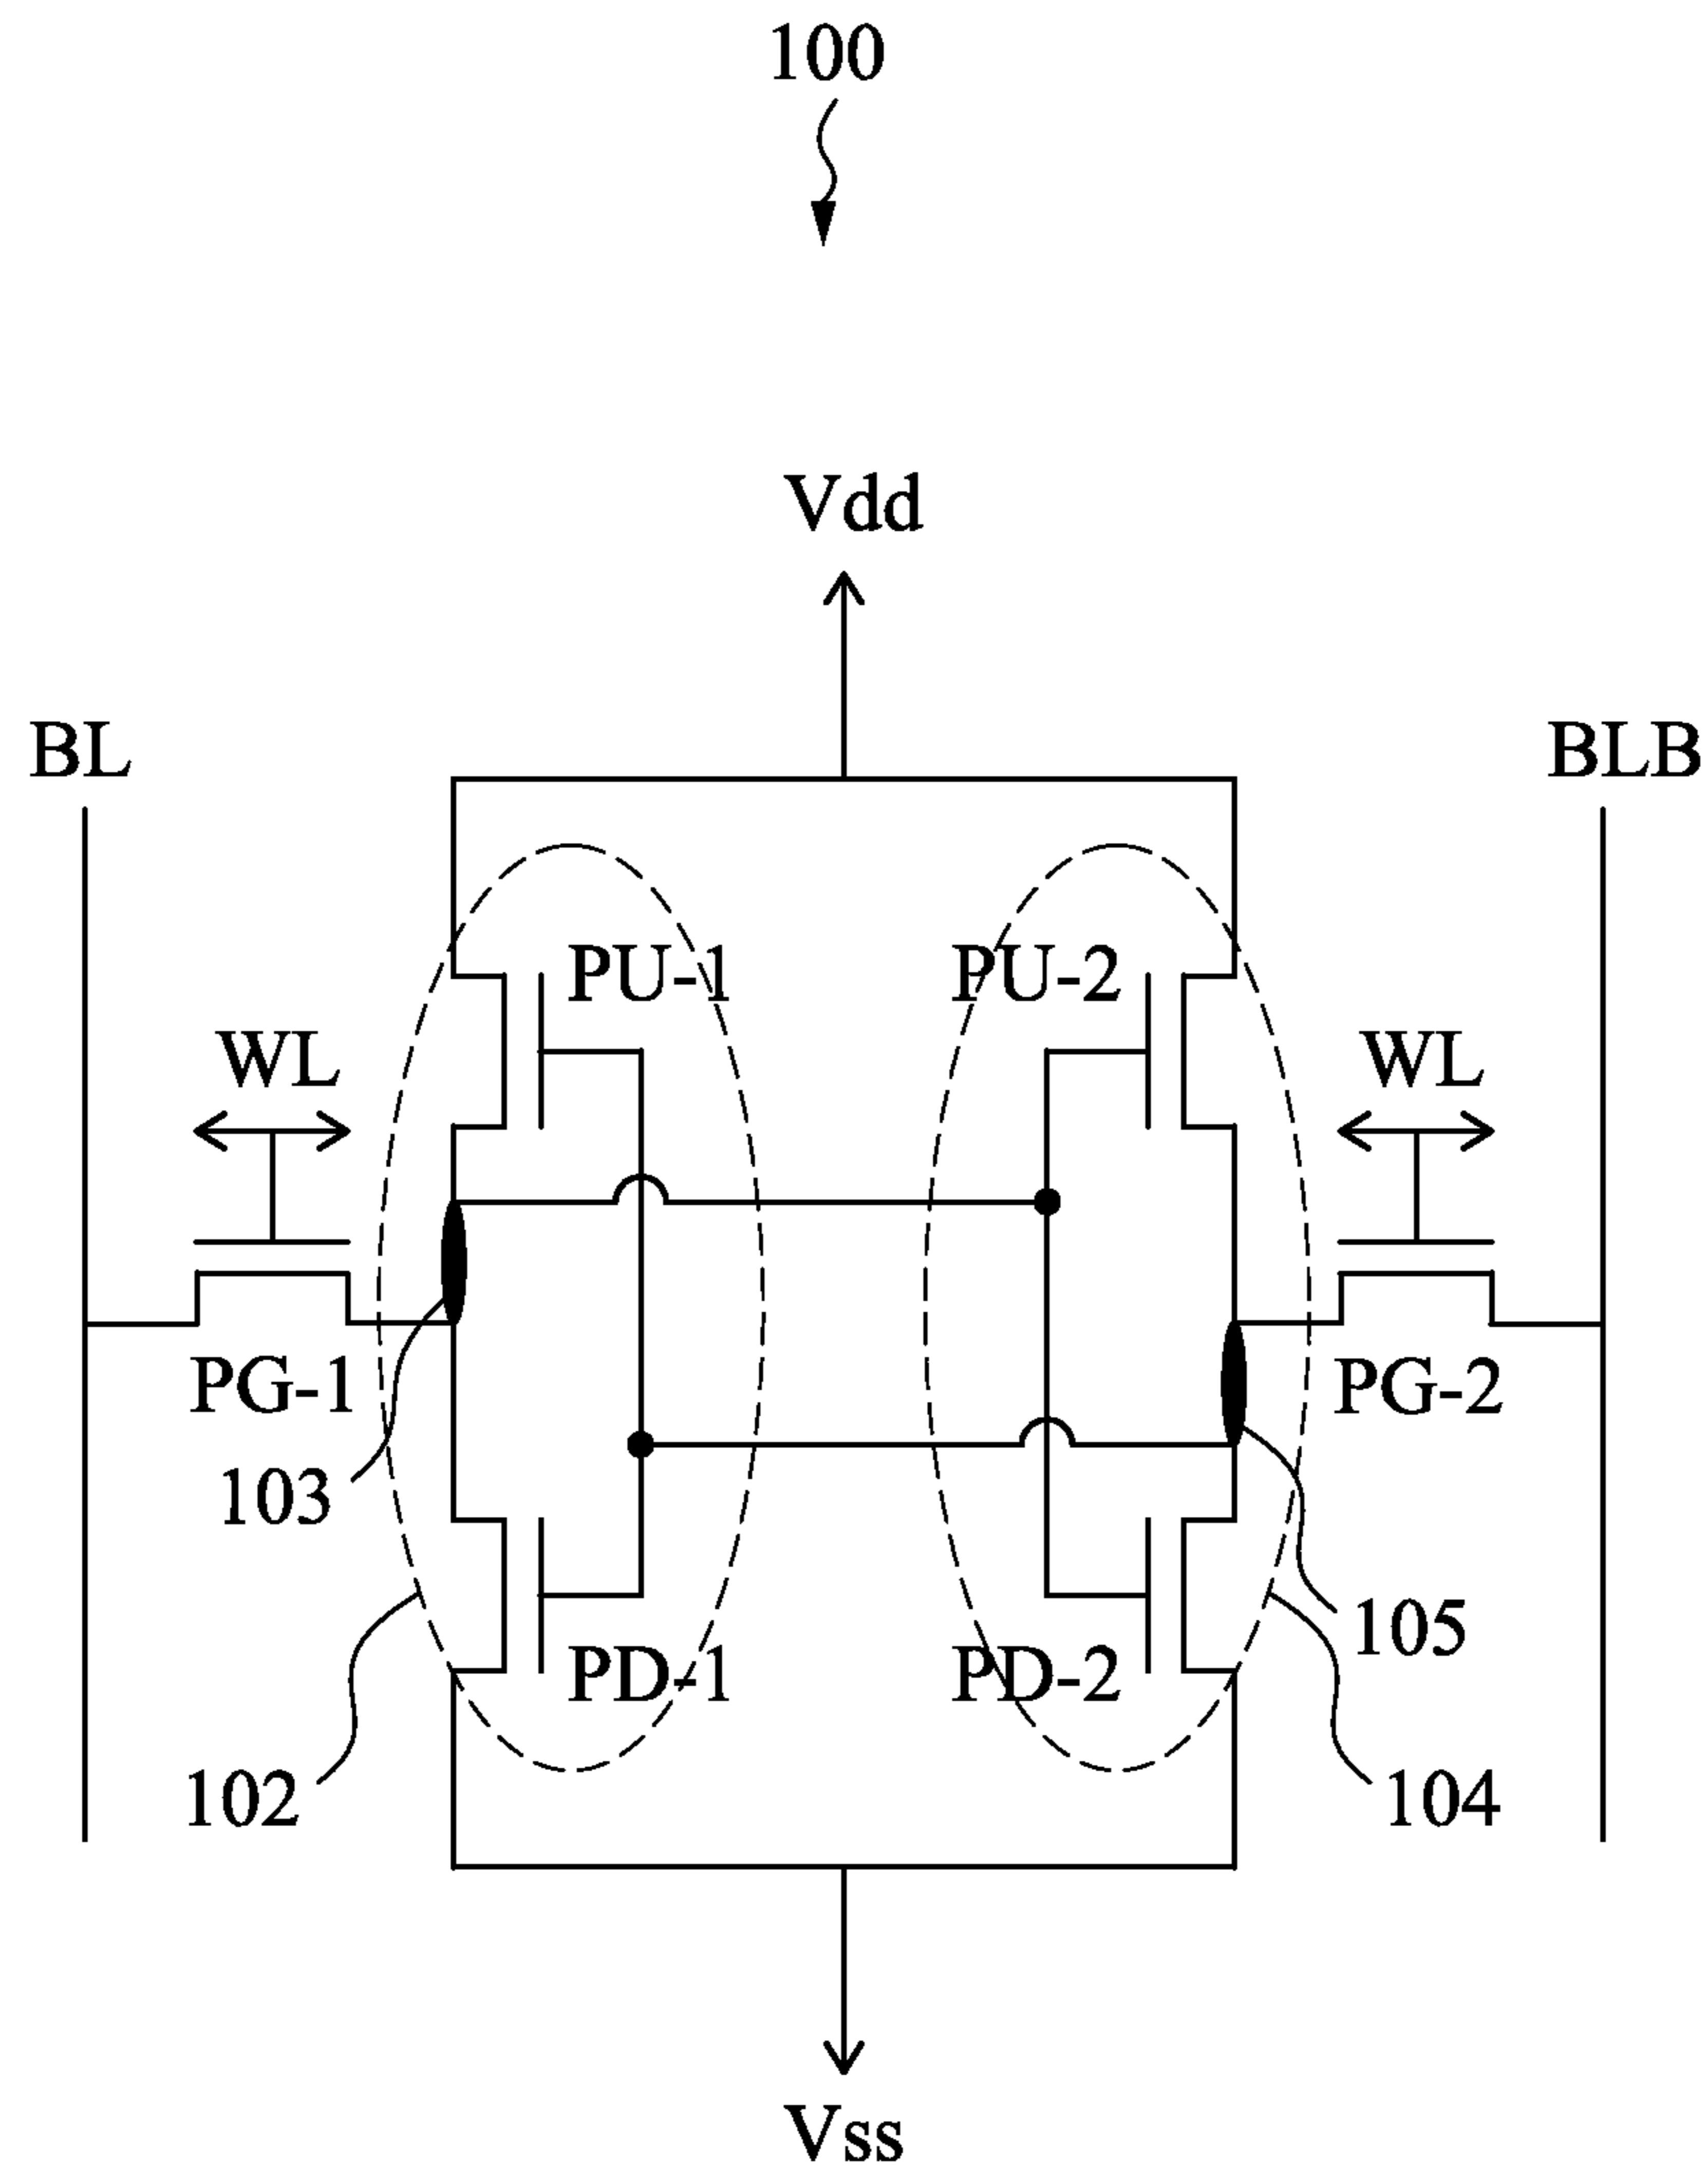 100
Vdd
BL
BLB
PU-1
PU-2
WL
WL
PG-1
PG-2
103
105
PD-1
PD-2
102
104
Vss